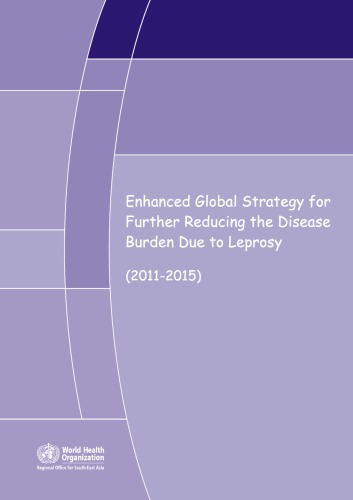 Enhanced Global Strategy for
Further Reducing the Disease
Burden Due to Leprosy
(2011-2015)
World Health
Organization
Regional Office for South-East Asia